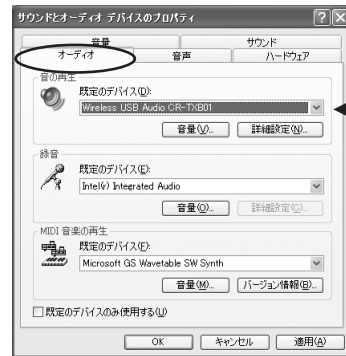 サウンドとオーディオ デバイスのプロパティ
音量 サウンド
オーディオ 音声 ハードウェア
音の再生
既定のデバイス(D):
Wireless USB Audio CR-TXB01
音量(V)... 詳細設定(N)...
録音
既定のデバイス(E):
Intel(r) Integrated Audio
音量(O)... 詳細設定(C)...
MIDI 音楽の再生
既定のデバイス(F):
Microsoft GS Wavetable SW Synth
音量(M)... バージョン情報(B)...
既定のデバイスのみ使用する(U)
OK キャンセル 適用(A)